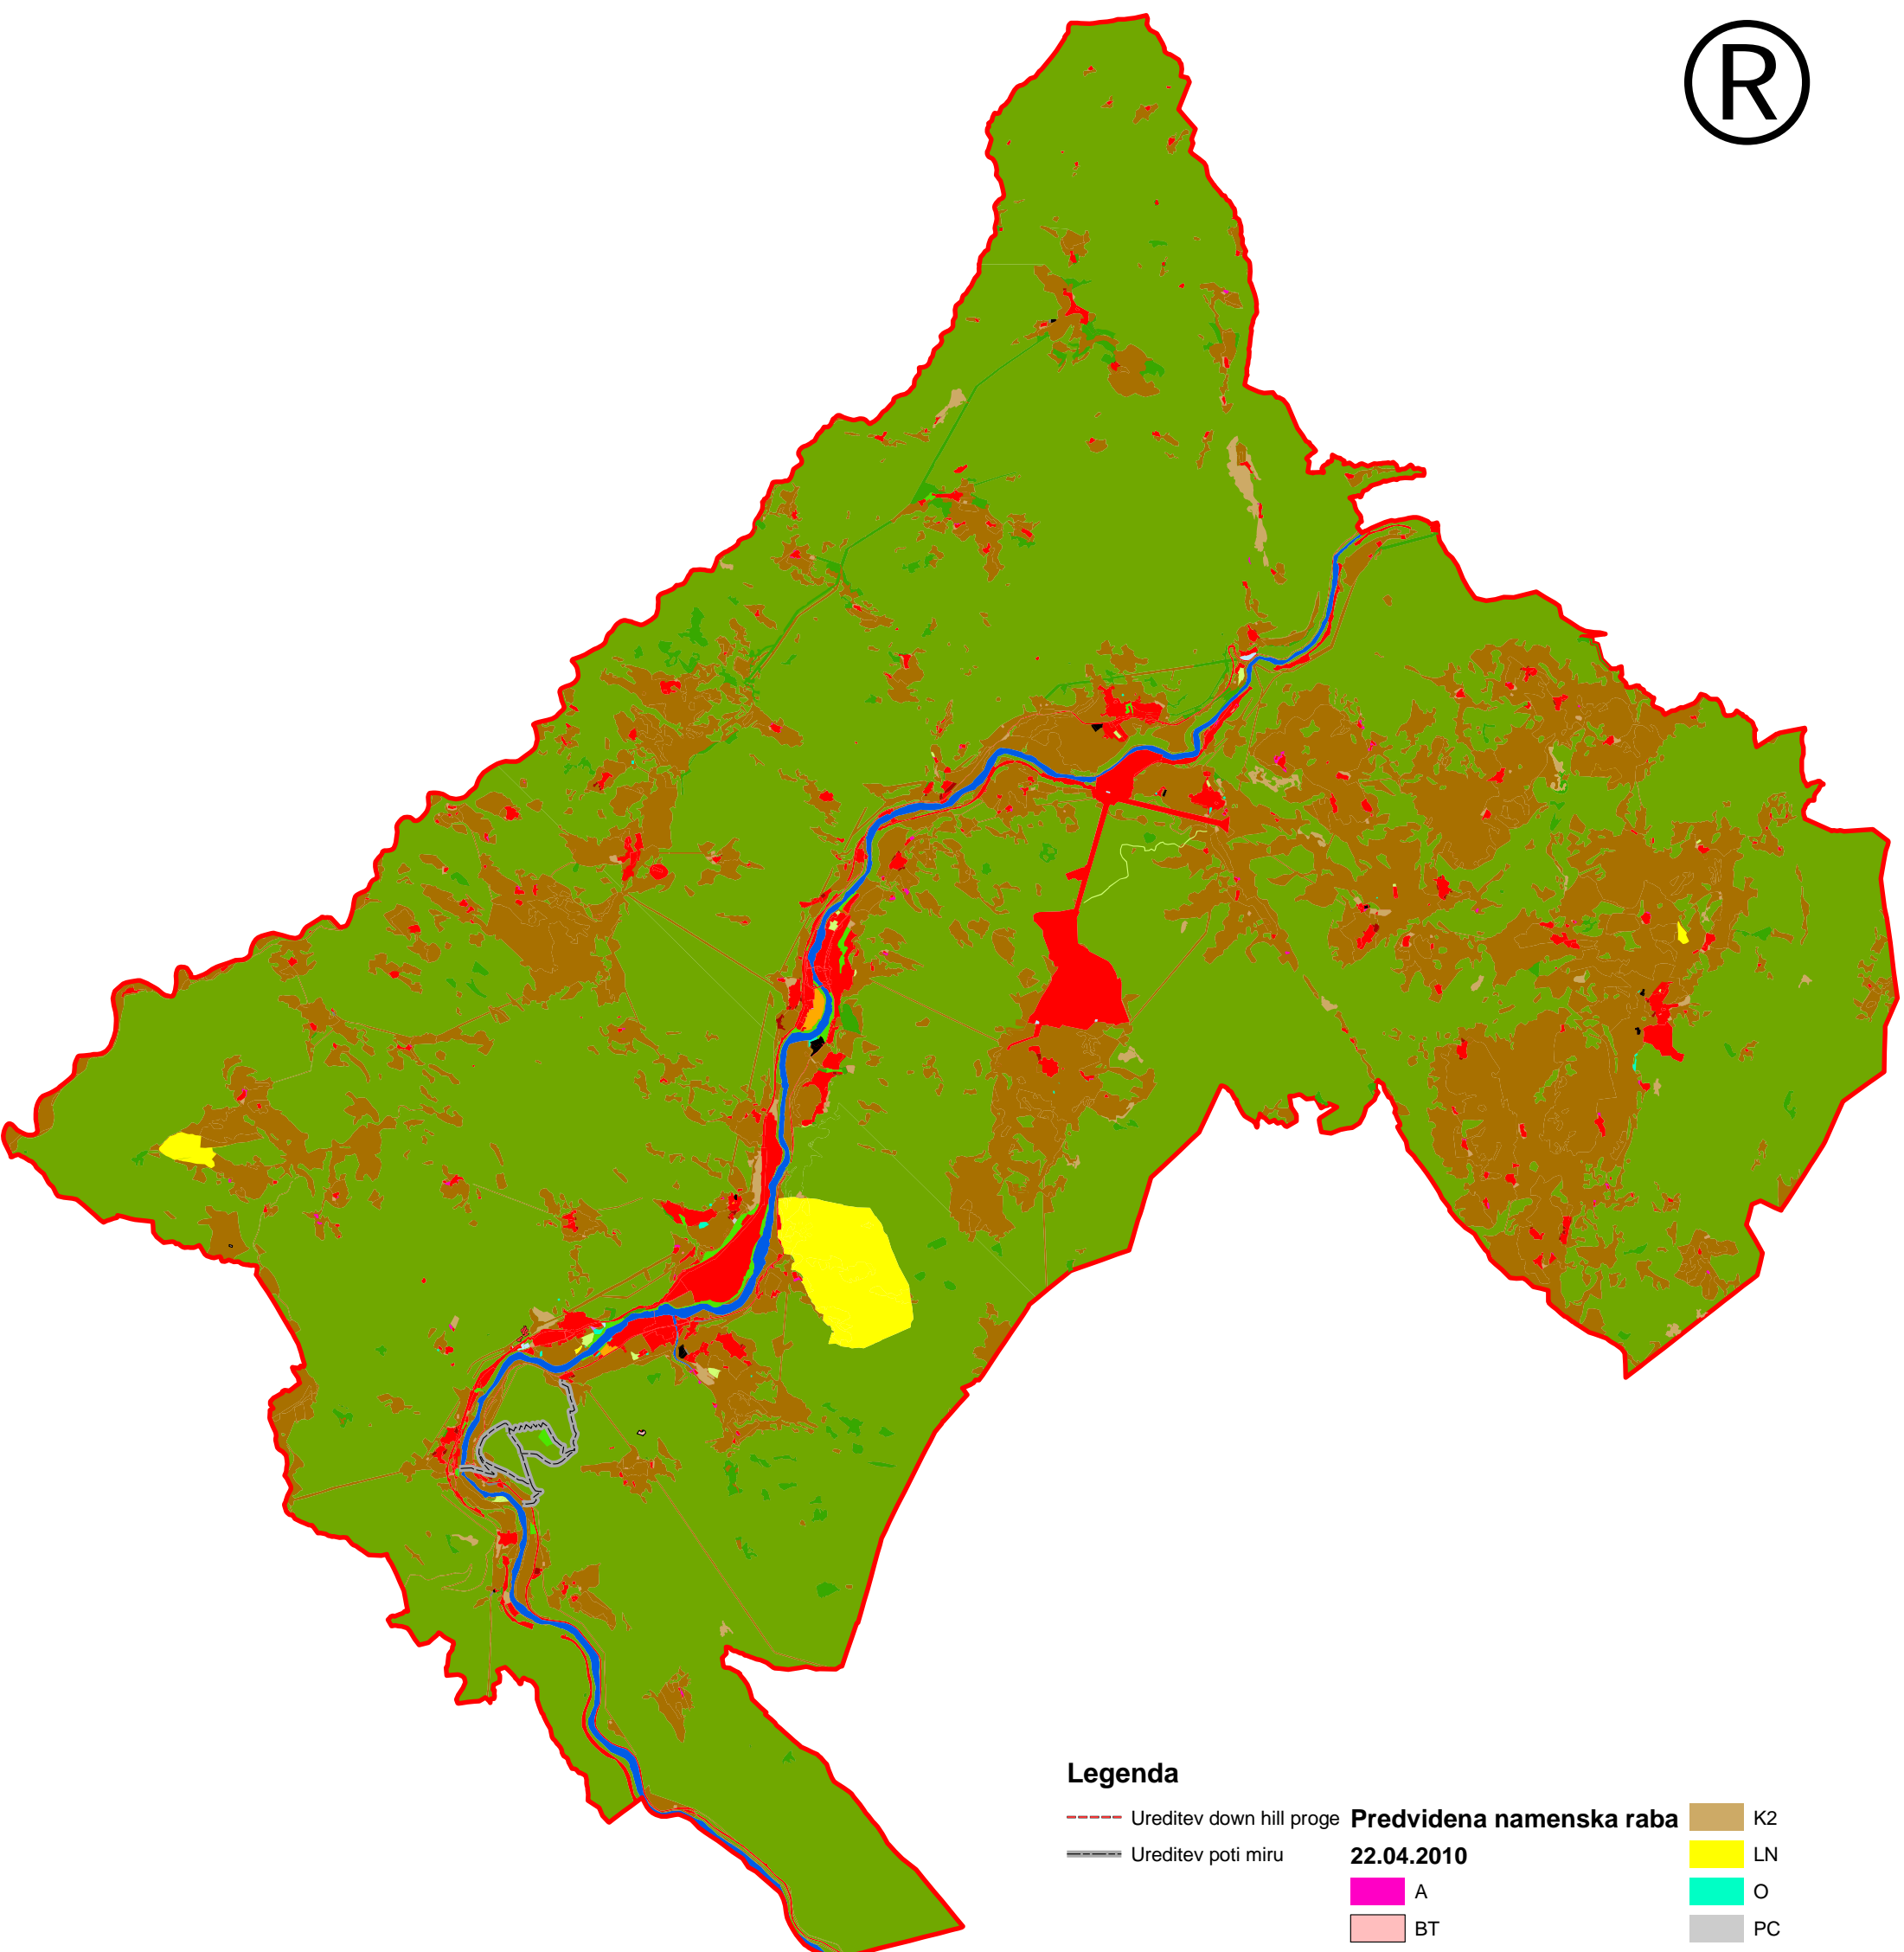 ®
Legenda
Ureditev down hill proge
Ureditev poti miru
Predvidena namenska raba
22.04.2010
A
BT
K2
LN
O
PC